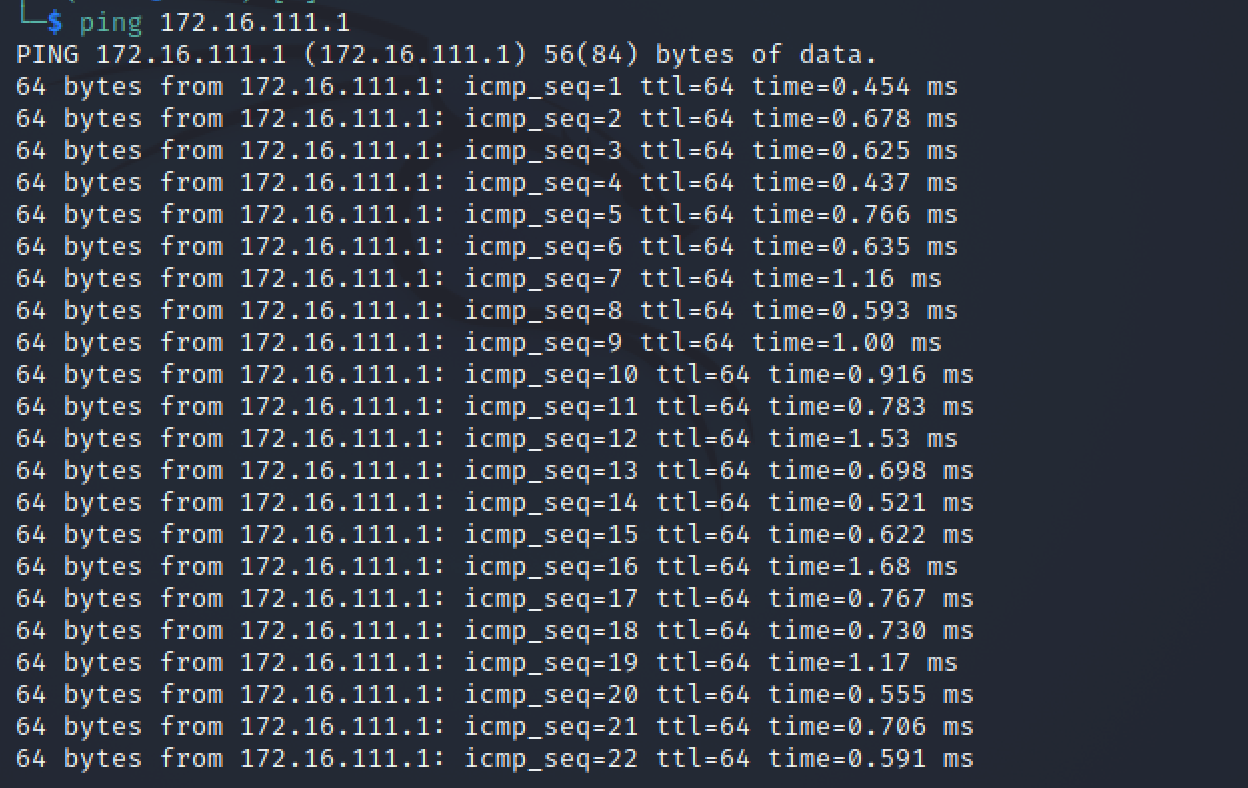 └─$ ping 172.16.111.1
PING 172.16.111.1 (172.16.111.1) 56(84) bytes of data.
64 bytes from 172.16.111.1: icmp_seq=1 ttl=64 time=0.454 ms
64 bytes from 172.16.111.1: icmp_seq=2 ttl=64 time=0.678 ms
64 bytes from 172.16.111.1: icmp_seq=3 ttl=64 time=0.625 ms
64 bytes from 172.16.111.1: icmp_seq=4 ttl=64 time=0.437 ms
64 bytes from 172.16.111.1: icmp_seq=5 ttl=64 time=0.766 ms
64 bytes from 172.16.111.1: icmp_seq=6 ttl=64 time=0.635 ms
64 bytes from 172.16.111.1: icmp_seq=7 ttl=64 time=1.16 ms
64 bytes from 172.16.111.1: icmp_seq=8 ttl=64 time=0.593 ms
64 bytes from 172.16.111.1: icmp_seq=9 ttl=64 time=1.00 ms
64 bytes from 172.16.111.1: icmp_seq=10 ttl=64 time=0.916 ms
64 bytes from 172.16.111.1: icmp_seq=11 ttl=64 time=0.783 ms
64 bytes from 172.16.111.1: icmp_seq=12 ttl=64 time=1.53 ms
64 bytes from 172.16.111.1: icmp_seq=13 ttl=64 time=0.698 ms
64 bytes from 172.16.111.1: icmp_seq=14 ttl=64 time=0.521 ms
64 bytes from 172.16.111.1: icmp_seq=15 ttl=64 time=0.622 ms
64 bytes from 172.16.111.1: icmp_seq=16 ttl=64 time=1.68 ms
64 bytes from 172.16.111.1: icmp_seq=17 ttl=64 time=0.767 ms
64 bytes from 172.16.111.1: icmp_seq=18 ttl=64 time=0.730 ms
64 bytes from 172.16.111.1: icmp_seq=19 ttl=64 time=1.17 ms
64 bytes from 172.16.111.1: icmp_seq=20 ttl=64 time=0.555 ms
64 bytes from 172.16.111.1: icmp_seq=21 ttl=64 time=0.706 ms
64 bytes from 172.16.111.1: icmp_seq=22 ttl=64 time=0.591 ms